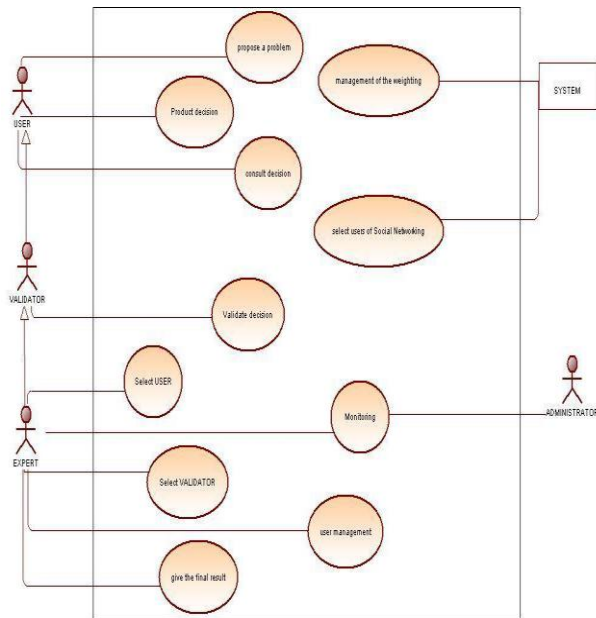 propose a problem
management of the weighting
SYSTEM
USER
Product decision
consult decision
select users of Social Networking
VALIDATOR
Validate decision
Select USER
Monitoring
ADMINISTRATOR
EXPERT
Select VALIDATOR
user management
give the final result